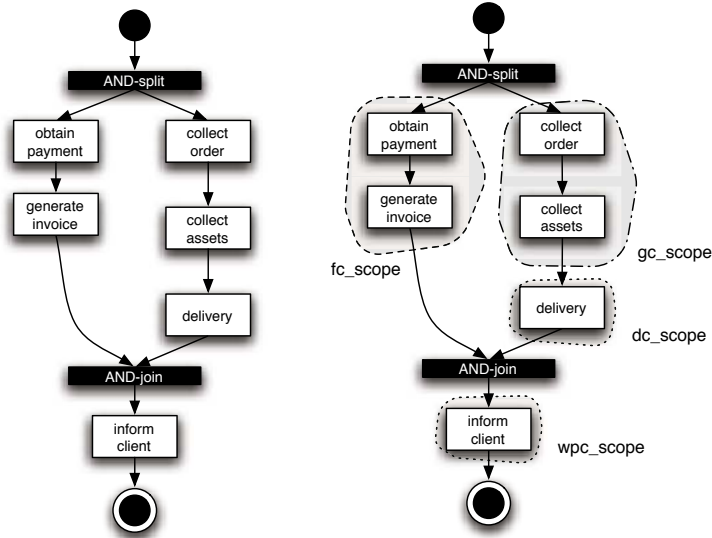 AND-split
obtain
payment
collect
order
generate
invoice
collect
assets
delivery
AND-join
inform
client
AND-split
obtain
payment
collect
order
generate
invoice
collect
assets
fc_scope
gc_scope
delivery
dc_scope
AND-join
inform
client
wpc_scope